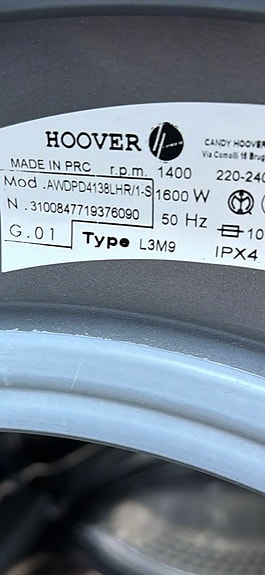 HOOVER CANDY HOOVER
Via Comolli 16 Brug
MADE IN PRC r.p.m. 1400 220-240
Mod .AWDPD4138LHR/1-S 1600 W
N .3100847719376090 50 Hz 10
G.01 Type L3M9 IPX4